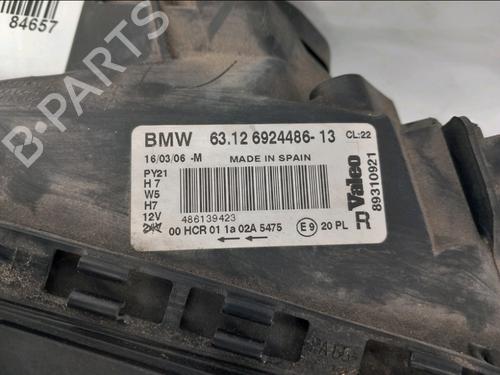 84657
B-PARTS
BMW 63.12 6924486-13 CL:22
16/03/06 -M MADE IN SPAIN
PY21
H7
W5
H7
12V 486139423
00 HCR 01 1a 02A 5475 E9 20 PL
Valeo
89310921
R